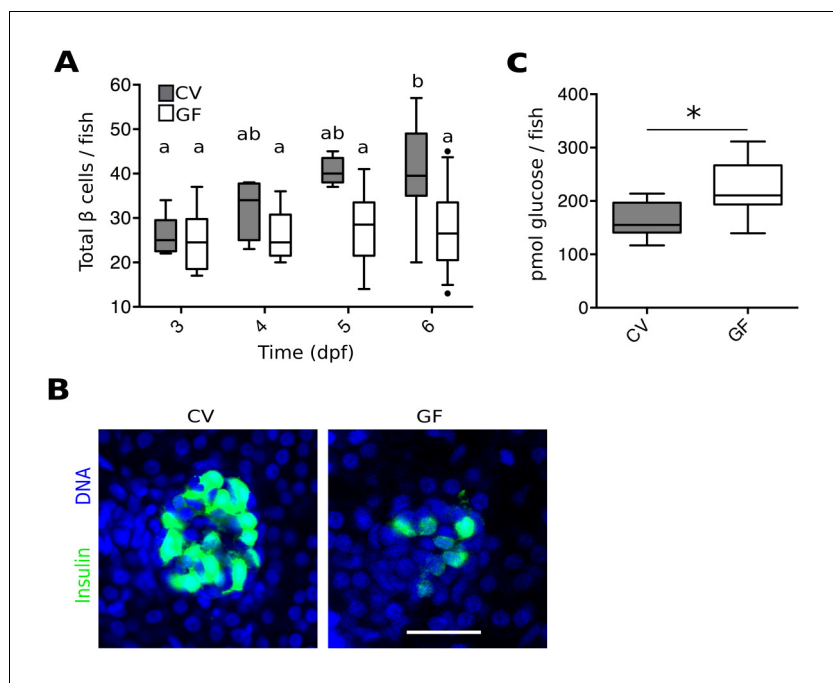 A
60
50
40
30
20
10
Total β cells / fish
CV
GF
a
a
ab
a
ab
a
b
a
3
4
5
6
Time (dpf)
C
400
300
200
100
0
pmol glucose / fish
*
CV
GF
B
CV
GF
DNA
Insulin